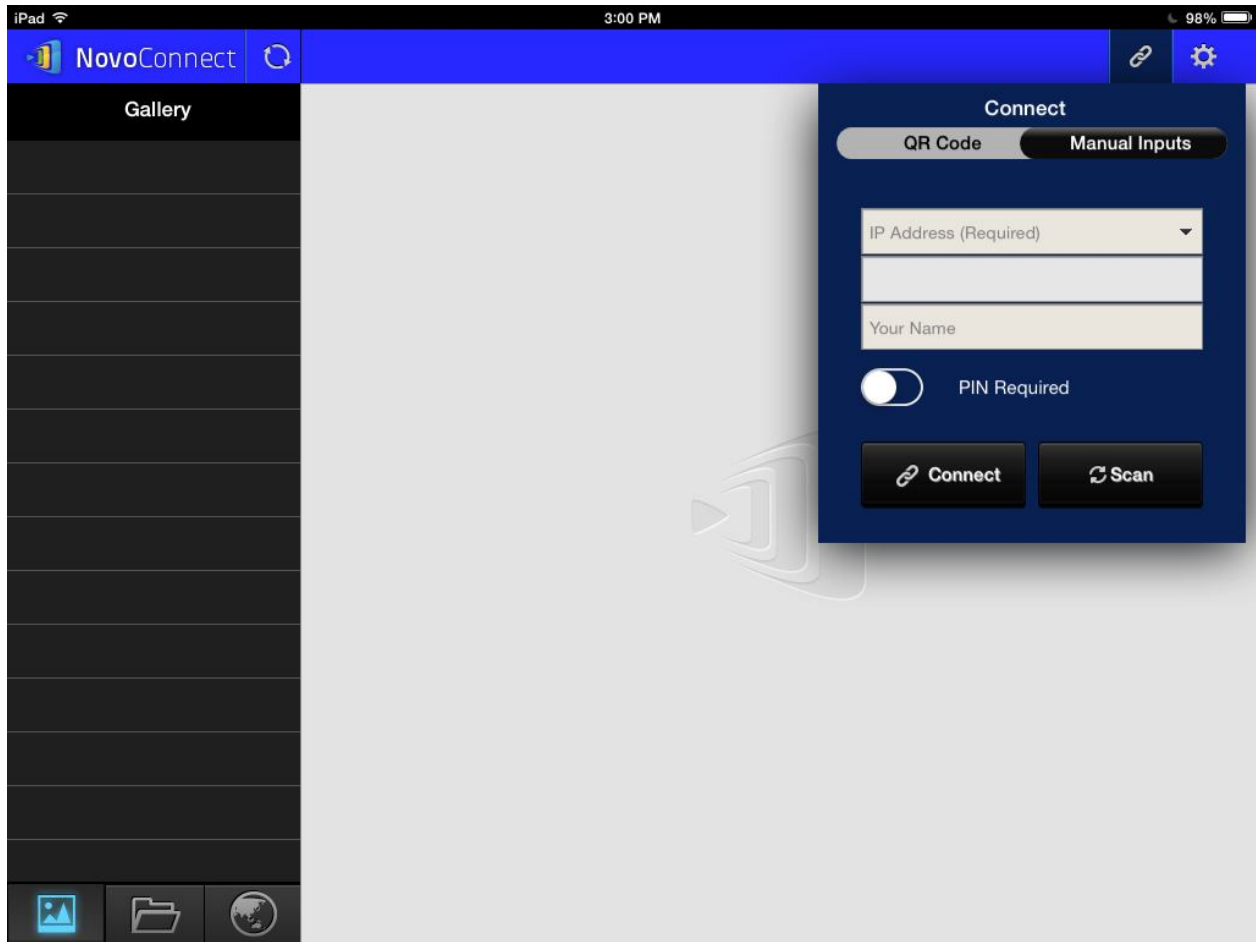 iPad 3:00 PM 98%
NovoConnect
Gallery
Connect
QR Code Manual Inputs
IP Address (Required)
Your Name
PIN Required
Connect Scan